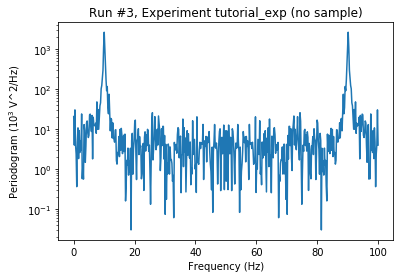 Run #3, Experiment tutorial_exp (no sample)
Periodogram (10³ V^2/Hz)
10³
10²
10¹
10⁰
10⁻¹
0 20 40 60 80 100
Frequency (Hz)